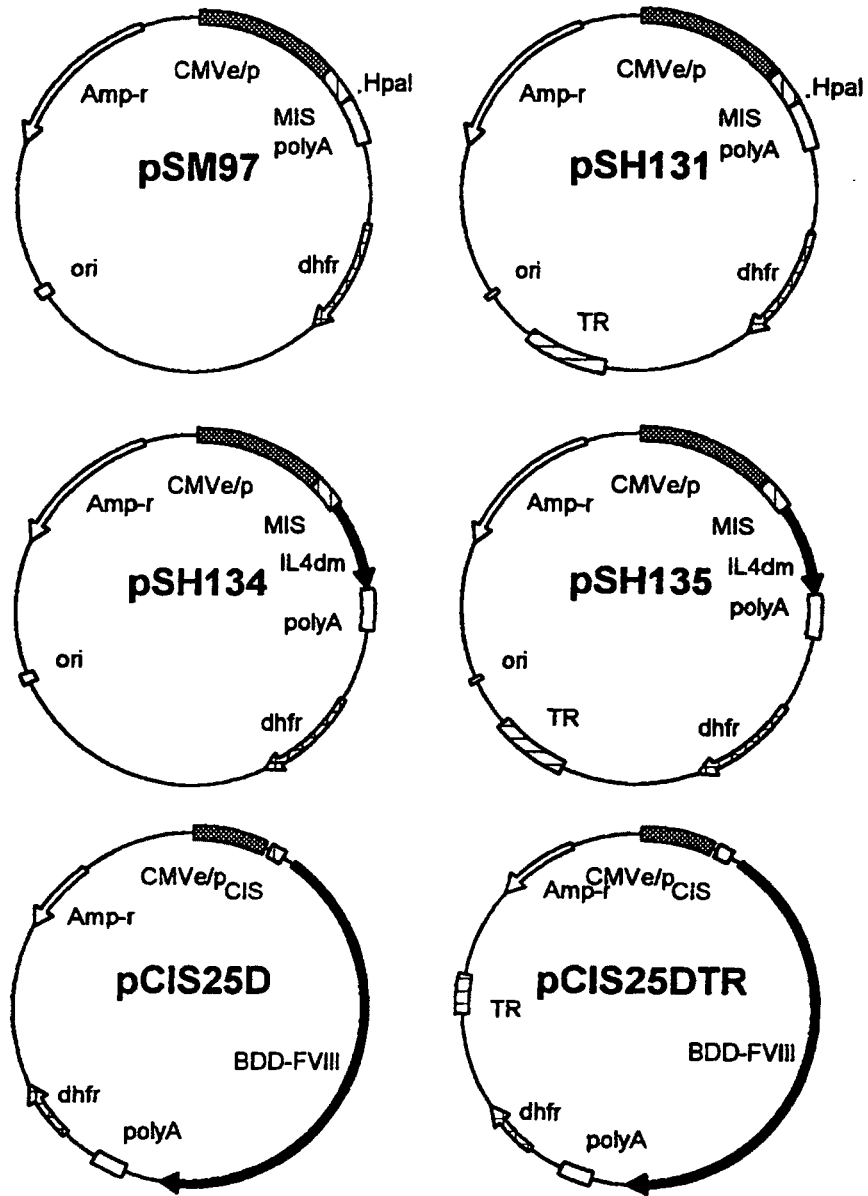 CMVe/p
Amp-r
.HpaI
MIS
polyA
pSM97
ori
dhfr
CMVe/p
Amp-r
.HpaI
MIS
polyA
pSH131
ori
dhfr
TR
CMVe/p
Amp-r
MIS
IL4dm
pSH134
polyA
ori
dhfr
CMVe/p
Amp-r
MIS
IL4dm
pSH135
polyA
ori
TR
dhfr
CMVe/p
CIS
Amp-r
pCIS25D
BDD-FVIII
dhfr
polyA
CMVe/p
CIS
Amp-r
pCIS25DTR
TR
BDD-FVIII
dhfr
polyA